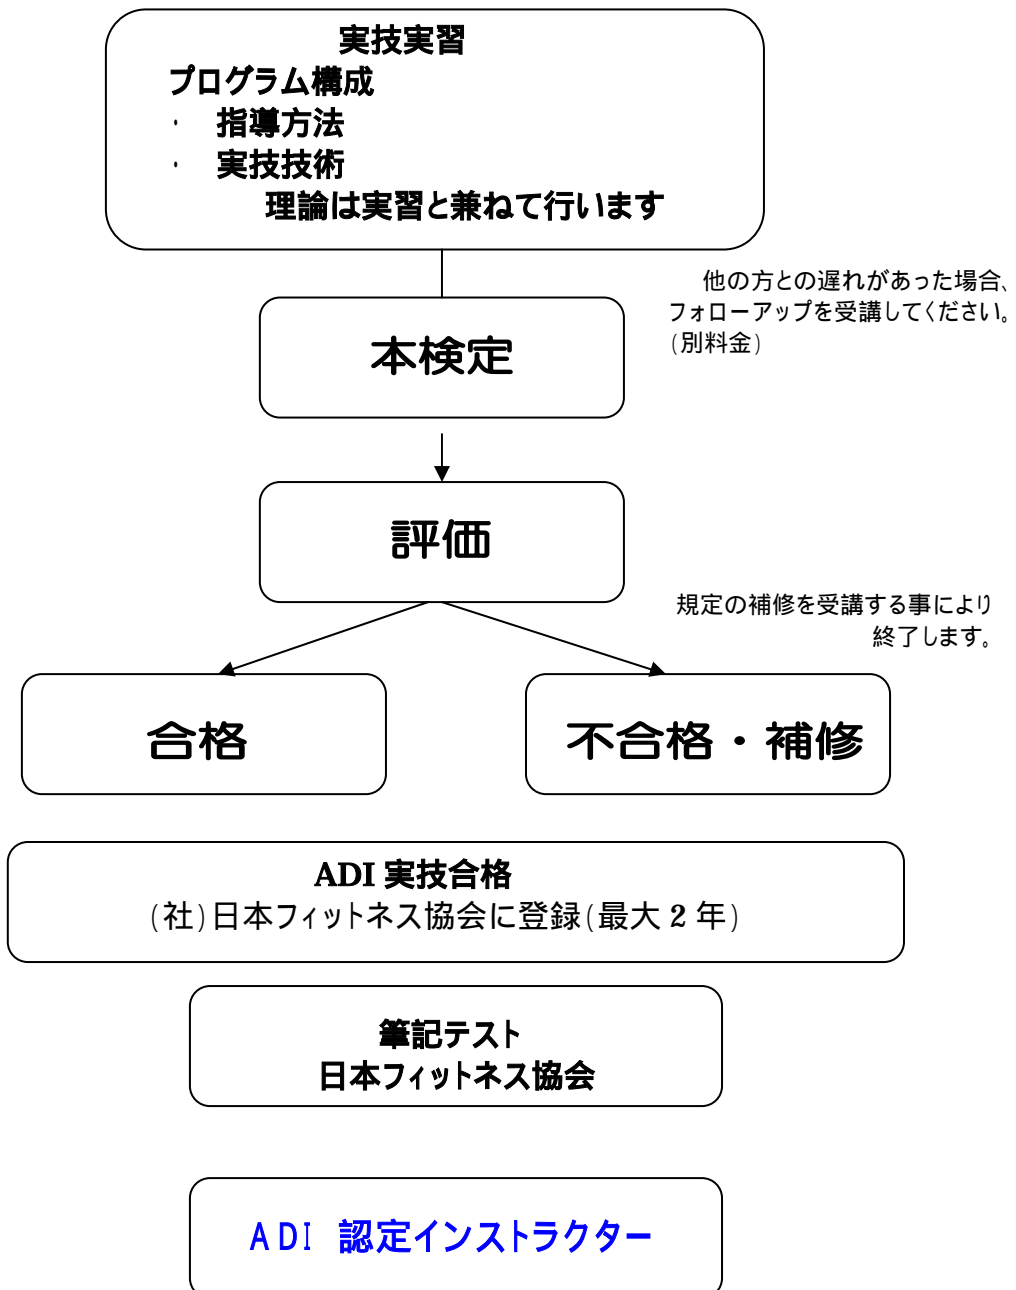 実技実習
プログラム構成
・ 指導方法
・ 実技技術
理論は実習と兼ねて行います
他の方との遅れがあった場合、
フォローアップを受講してください。
(別料金)
本検定
評価
規定の補修を受講する事により
終了します。
合格
不合格・補修
ADI 実技合格
(社)日本フィットネス協会に登録(最大 2 年)
筆記テスト
日本フィットネス協会
ADI 認定インストラクター